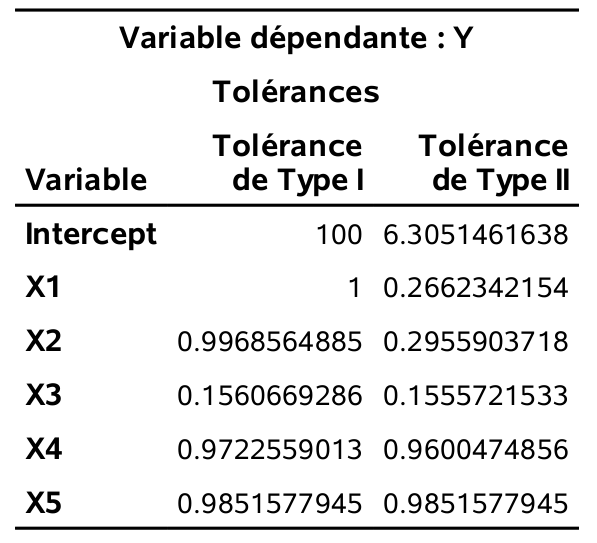 Variable dépendante : Y
Tolérances
Variable Tolérance de Type I Tolérance de Type II
Intercept 100 6.3051461638
X1 1 0.2662342154
X2 0.9968564885 0.2955903718
X3 0.1560669286 0.1555721533
X4 0.9722559013 0.9600474856
X5 0.9851577945 0.9851577945